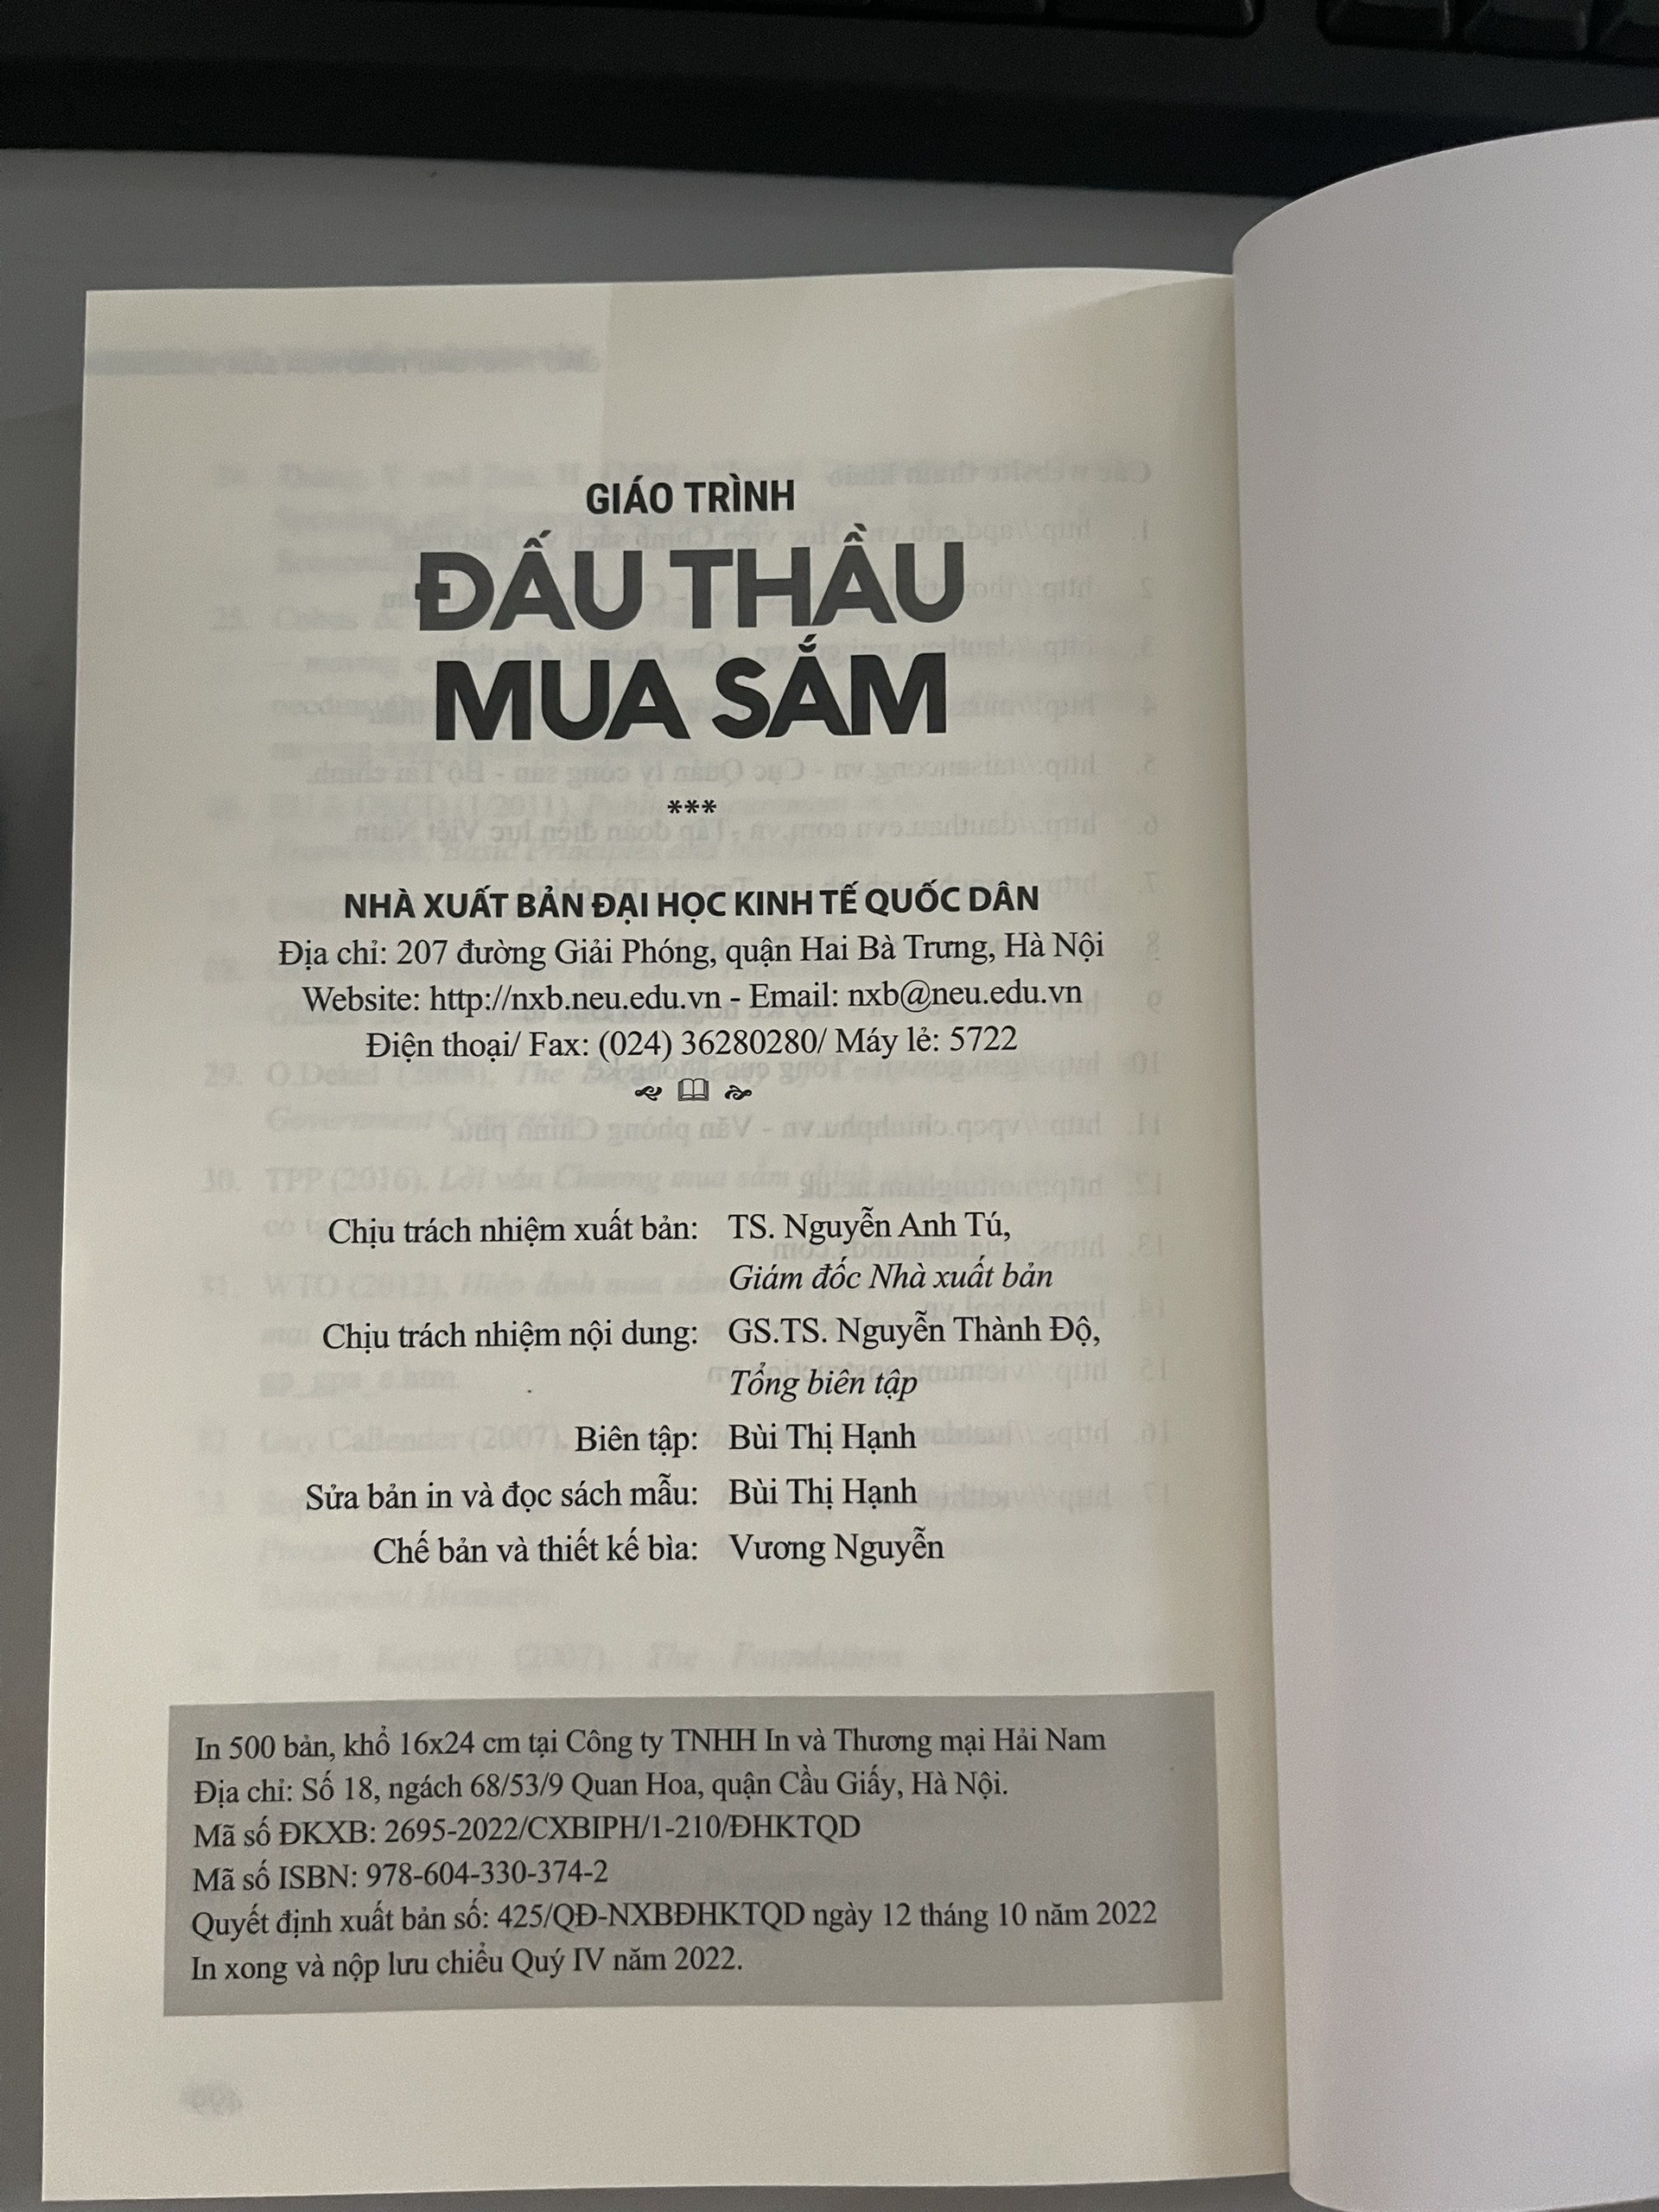 GIÁO TRÌNH
ĐẤU THẦU
MUA SẮM
***
NHÀ XUẤT BẢN ĐẠI HỌC KINH TẾ QUỐC DÂN
Địa chỉ: 207 đường Giải Phóng, quận Hai Bà Trưng, Hà Nội
Website: http://nxb.neu.edu.vn - Email: nxb@neu.edu.vn
Điện thoại/ Fax: (024) 36280280/ Máy lẻ: 5722
Chịu trách nhiệm xuất bản: TS. Nguyễn Anh Tú,
Giám đốc Nhà xuất bản
Chịu trách nhiệm nội dung: GS.TS. Nguyễn Thành Độ,
Tổng biên tập
Biên tập: Bùi Thị Hạnh
Sửa bản in và đọc sách mẫu: Bùi Thị Hạnh
Chế bản và thiết kế bìa: Vương Nguyễn
In 500 bản, khổ 16x24 cm tại Công ty TNHH In và Thương mại Hải Nam
Địa chỉ: Số 18, ngách 68/53/9 Quan Hoa, quận Cầu Giấy, Hà Nội.
Mã số ĐKXB: 2695-2022/CXBIPH/1-210/ĐHKTQD
Mã số ISBN: 978-604-330-374-2
Quyết định xuất bản số: 425/QĐ-NXBĐHKTQD ngày 12 tháng 10 năm 2022
In xong và nộp lưu chiểu Quý IV năm 2022.